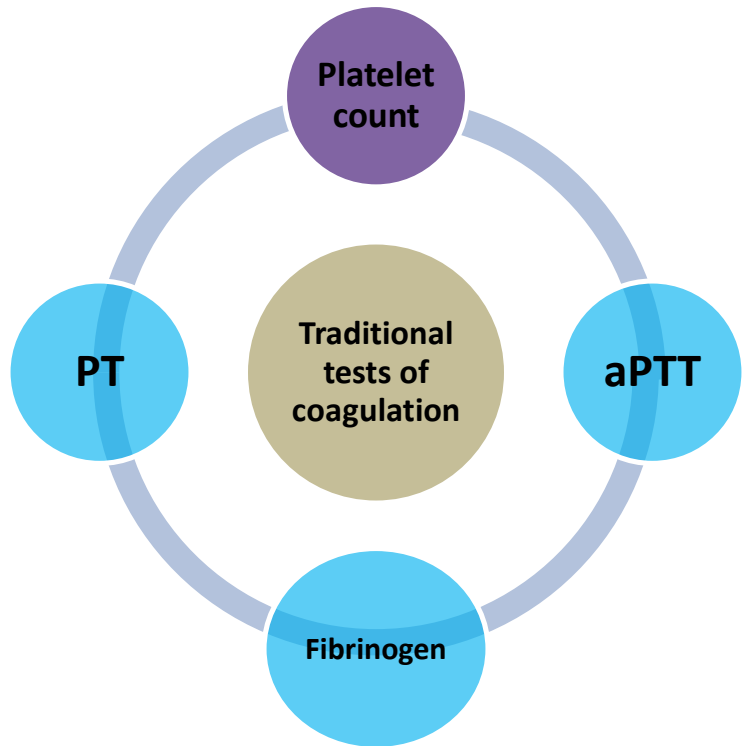 Platelet
count
PT
Traditional
tests of
coagulation
aPTT
Fibrinogen